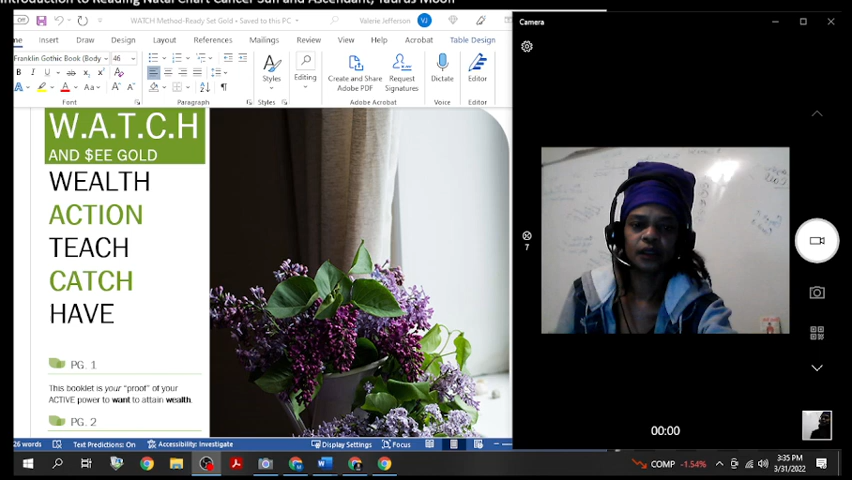 Introduction to Reading Natal Chart Cancer Sun and Ascendant, Taurus Moon
Off
WATCH Method-Ready Set Gold • Saved to this PC
Valerie Jefferson
VJ
Camera
me
Insert
Draw
Design
Layout
References
Mailings
Review
View
Help
Acrobat
Table Design
Franklin Gothic Book (Body
46
Font
Paragraph
Styles
Styles
Editing
Create and Share
Adobe PDF
Request
Signatures
Adobe Acrobat
Dictate
Voice
Editor
Editor
W.A.T.C.H
AND $EE GOLD
WEALTH
ACTION
TEACH
CATCH
HAVE
PG. 1
This booklet is your "proof" of your
ACTIVE power to want to attain wealth.
PG. 2
7
00:00
26 words
Text Predictions: On
Accessibility: Investigate
Display Settings
Focus
COMP
-1.54%
3:35 PM
3/31/2022